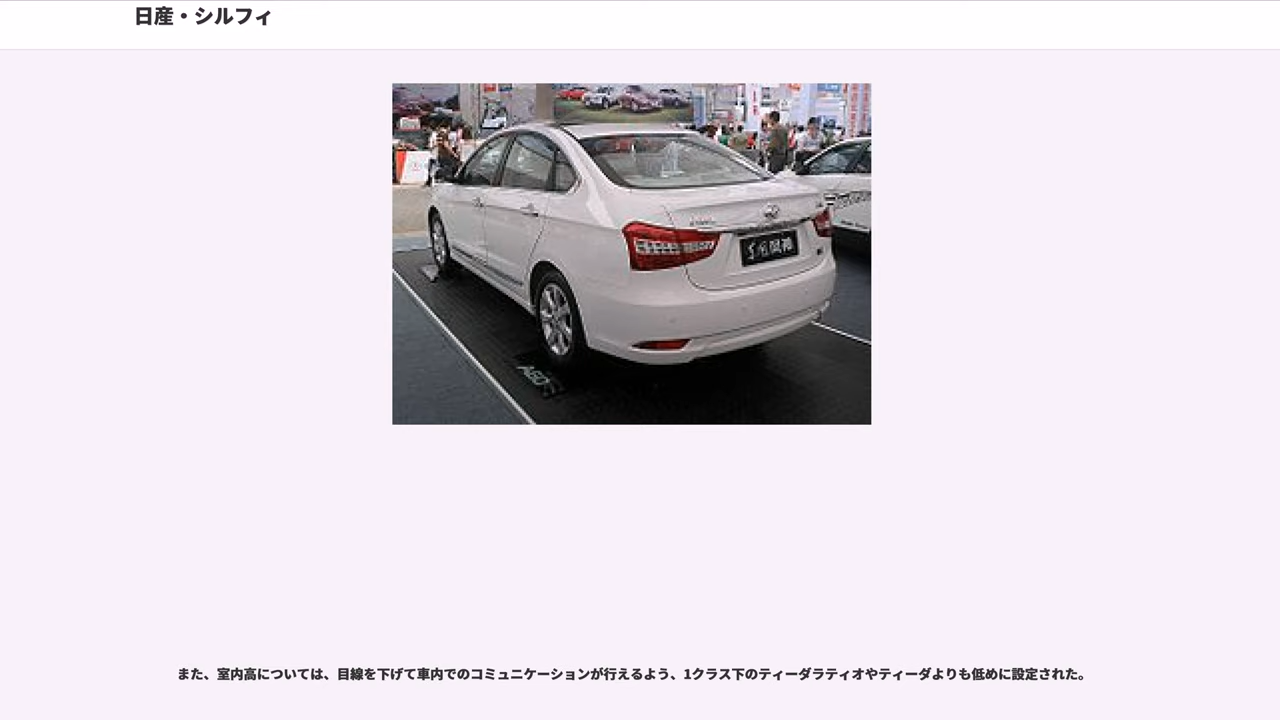 日産・シルフィ
A60
また、室内高については、目線を下げて車内でのコミュニケーションが行えるよう、1クラス下のティーダラティオやティーダよりも低めに設定された。